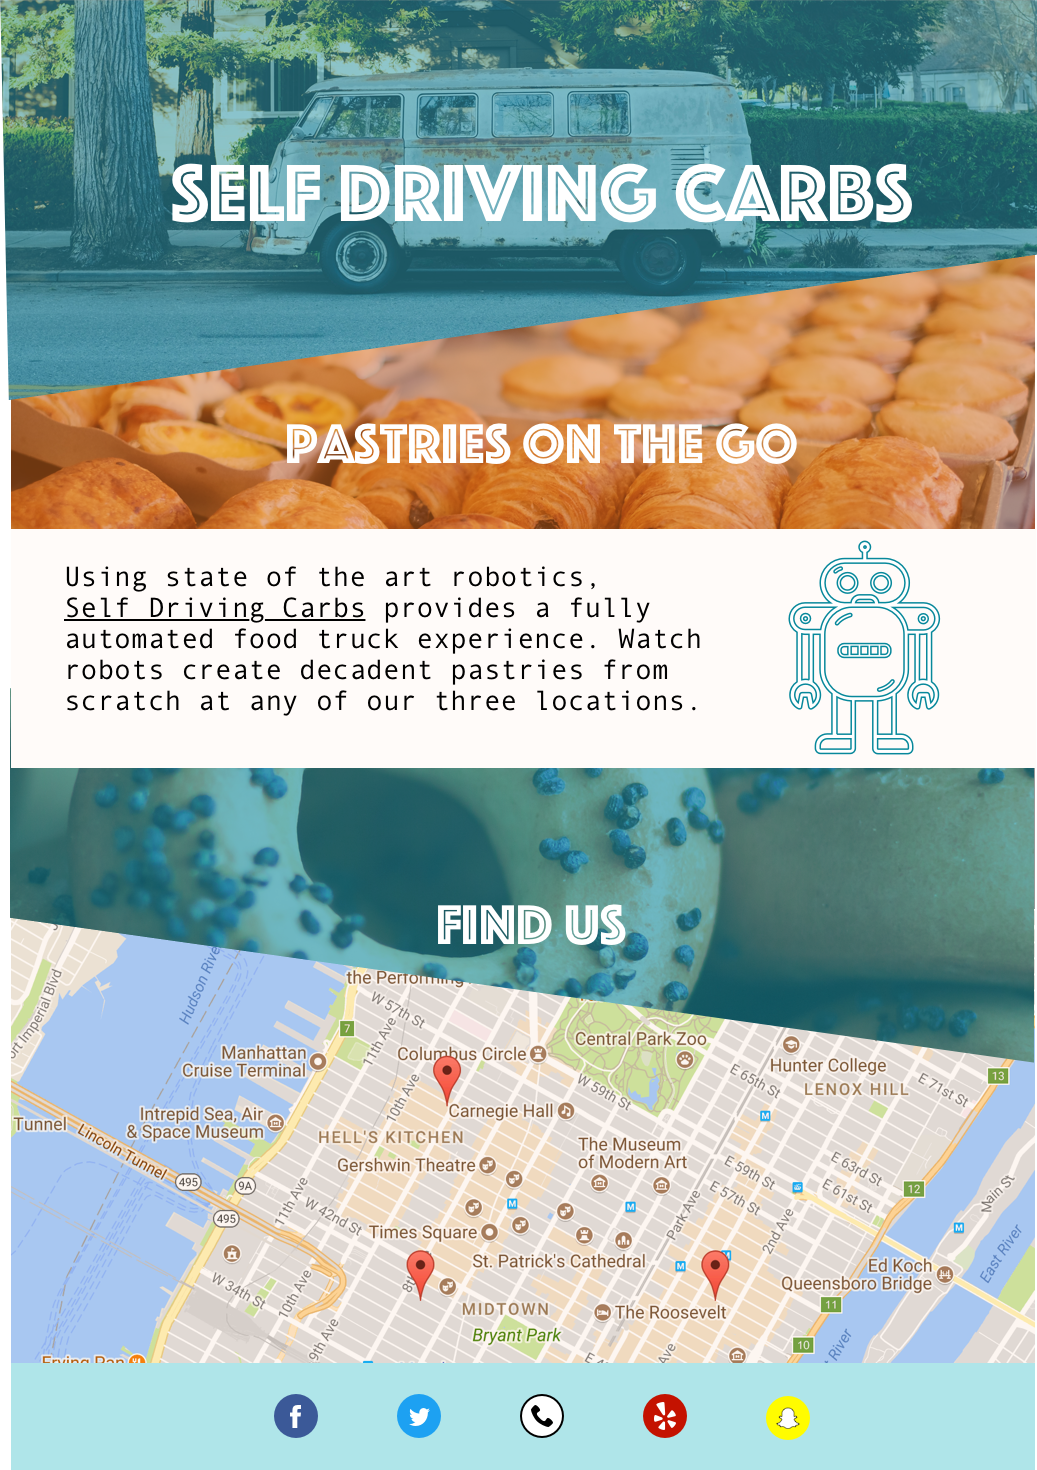 SELF DRIVING CARBS
PASTRIES ON THE GO
Using state of the art robotics,
Self Driving Carbs provides a fully
automated food truck experience. Watch
robots create decadent pastries from
scratch at any of our three locations.
FIND US
the Performing
Hudson
W 57th St
Imperial Blvd
7
11th Ave
Central Park Zoo
Manhattan
Cruise Terminal
Columbus Circle
Hunter College
LENOX HILL
E 65th St
E 71st St
13
10th Ave
W 59th St
Intrepid Sea, Air
& Space Museum
Carnegie Hall
M
Tunnel
Lincoln Tunnel
HELL'S KITCHEN
The Museum
of Modern Art
Gershwin Theatre
E 59th St
E 63rd St
495
9A
E 57th St
E 61st St
12
11th Ave
W 42nd St
M
M
Park Ave
2nd Ave
Main St
495
Times Square
M
East River
St. Patrick's Cathedral
M
M
Ed Koch
Queensboro Bridge
W 34th St
10th Ave
8t
MIDTOWN
The Roosevelt
11
9th Ave
Bryant Park
10
River
Ave
E 4
Erving Pan
f